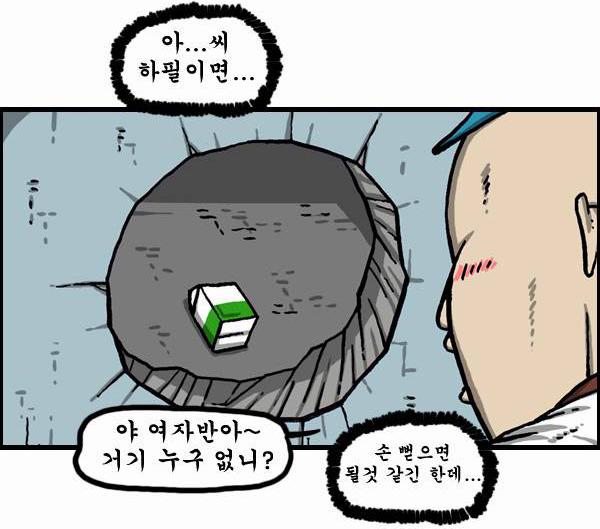 아...씨
하필이면...
야 여자반아~
거기 누구 없니?
손 뻗으면
될것 같긴 한데...